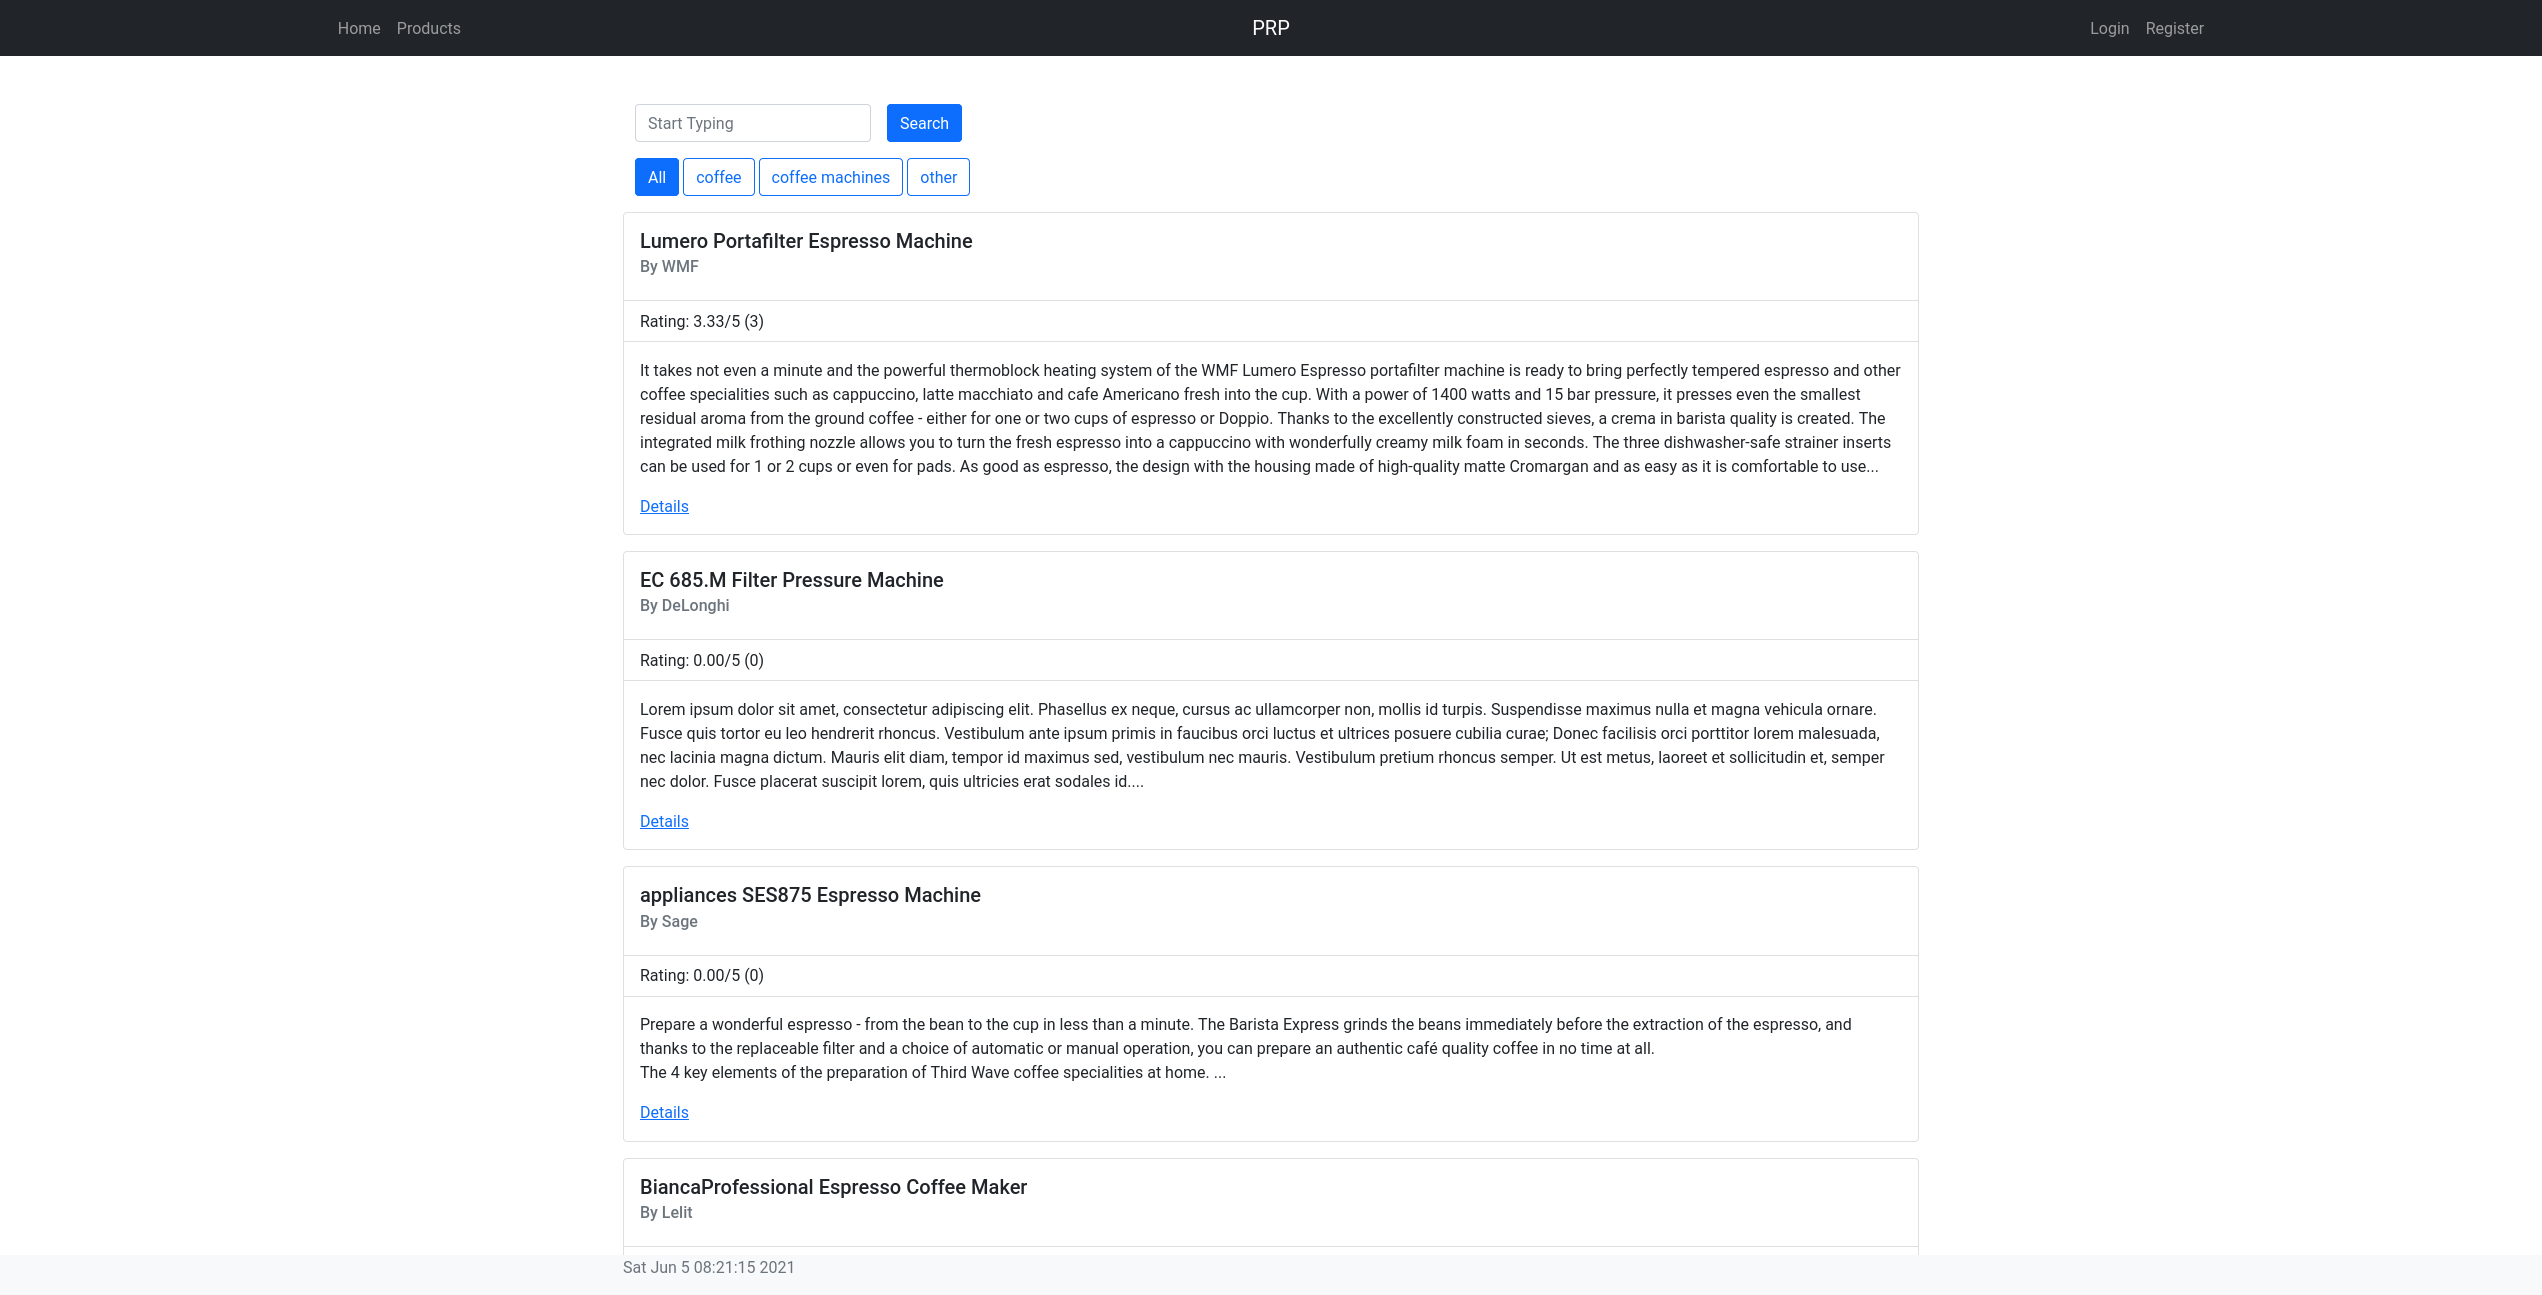 Home Products PRP Login Register
Start Typing Search
All coffee coffee machines other
Lumero Portafilter Espresso Machine
By WMF
Rating: 3.33/5 (3)
It takes not even a minute and the powerful thermoblock heating system of the WMF Lumero Espresso portafilter machine is ready to bring perfectly tempered espresso and other
coffee specialities such as cappuccino, latte macchiato and cafe Americano fresh into the cup. With a power of 1400 watts and 15 bar pressure, it presses even the smallest
residual aroma from the ground coffee - either for one or two cups of espresso or Doppio. Thanks to the excellently constructed sieves, a crema in barista quality is created. The
integrated milk frothing nozzle allows you to turn the fresh espresso into a cappuccino with wonderfully creamy milk foam in seconds. The three dishwasher-safe strainer inserts
can be used for 1 or 2 cups or even for pads. As good as espresso, the design with the housing made of high-quality matte Cromargan and as easy as it is comfortable to use...
Details
EC 685.M Filter Pressure Machine
By DeLonghi
Rating: 0.00/5 (0)
Lorem ipsum dolor sit amet, consectetur adipiscing elit. Phasellus ex neque, cursus ac ullamcorper non, mollis id turpis. Suspendisse maximus nulla et magna vehicula ornare.
Fusce quis tortor eu leo hendrerit rhoncus. Vestibulum ante ipsum primis in faucibus orci luctus et ultrices posuere cubilia curae; Donec facilisis orci porttitor lorem malesuada,
nec lacinia magna dictum. Mauris elit diam, tempor id maximus sed, vestibulum nec mauris. Vestibulum pretium rhoncus semper. Ut est metus, laoreet et sollicitudin et, semper
nec dolor. Fusce placerat suscipit lorem, quis ultricies erat sodales id....
Details
appliances SES875 Espresso Machine
By Sage
Rating: 0.00/5 (0)
Prepare a wonderful espresso - from the bean to the cup in less than a minute. The Barista Express grinds the beans immediately before the extraction of the espresso, and
thanks to the replaceable filter and a choice of automatic or manual operation, you can prepare an authentic café quality coffee in no time at all.
The 4 key elements of the preparation of Third Wave coffee specialities at home. ...
Details
BiancaProfessional Espresso Coffee Maker
By Lelit
Sat Jun 5 08:21:15 2021